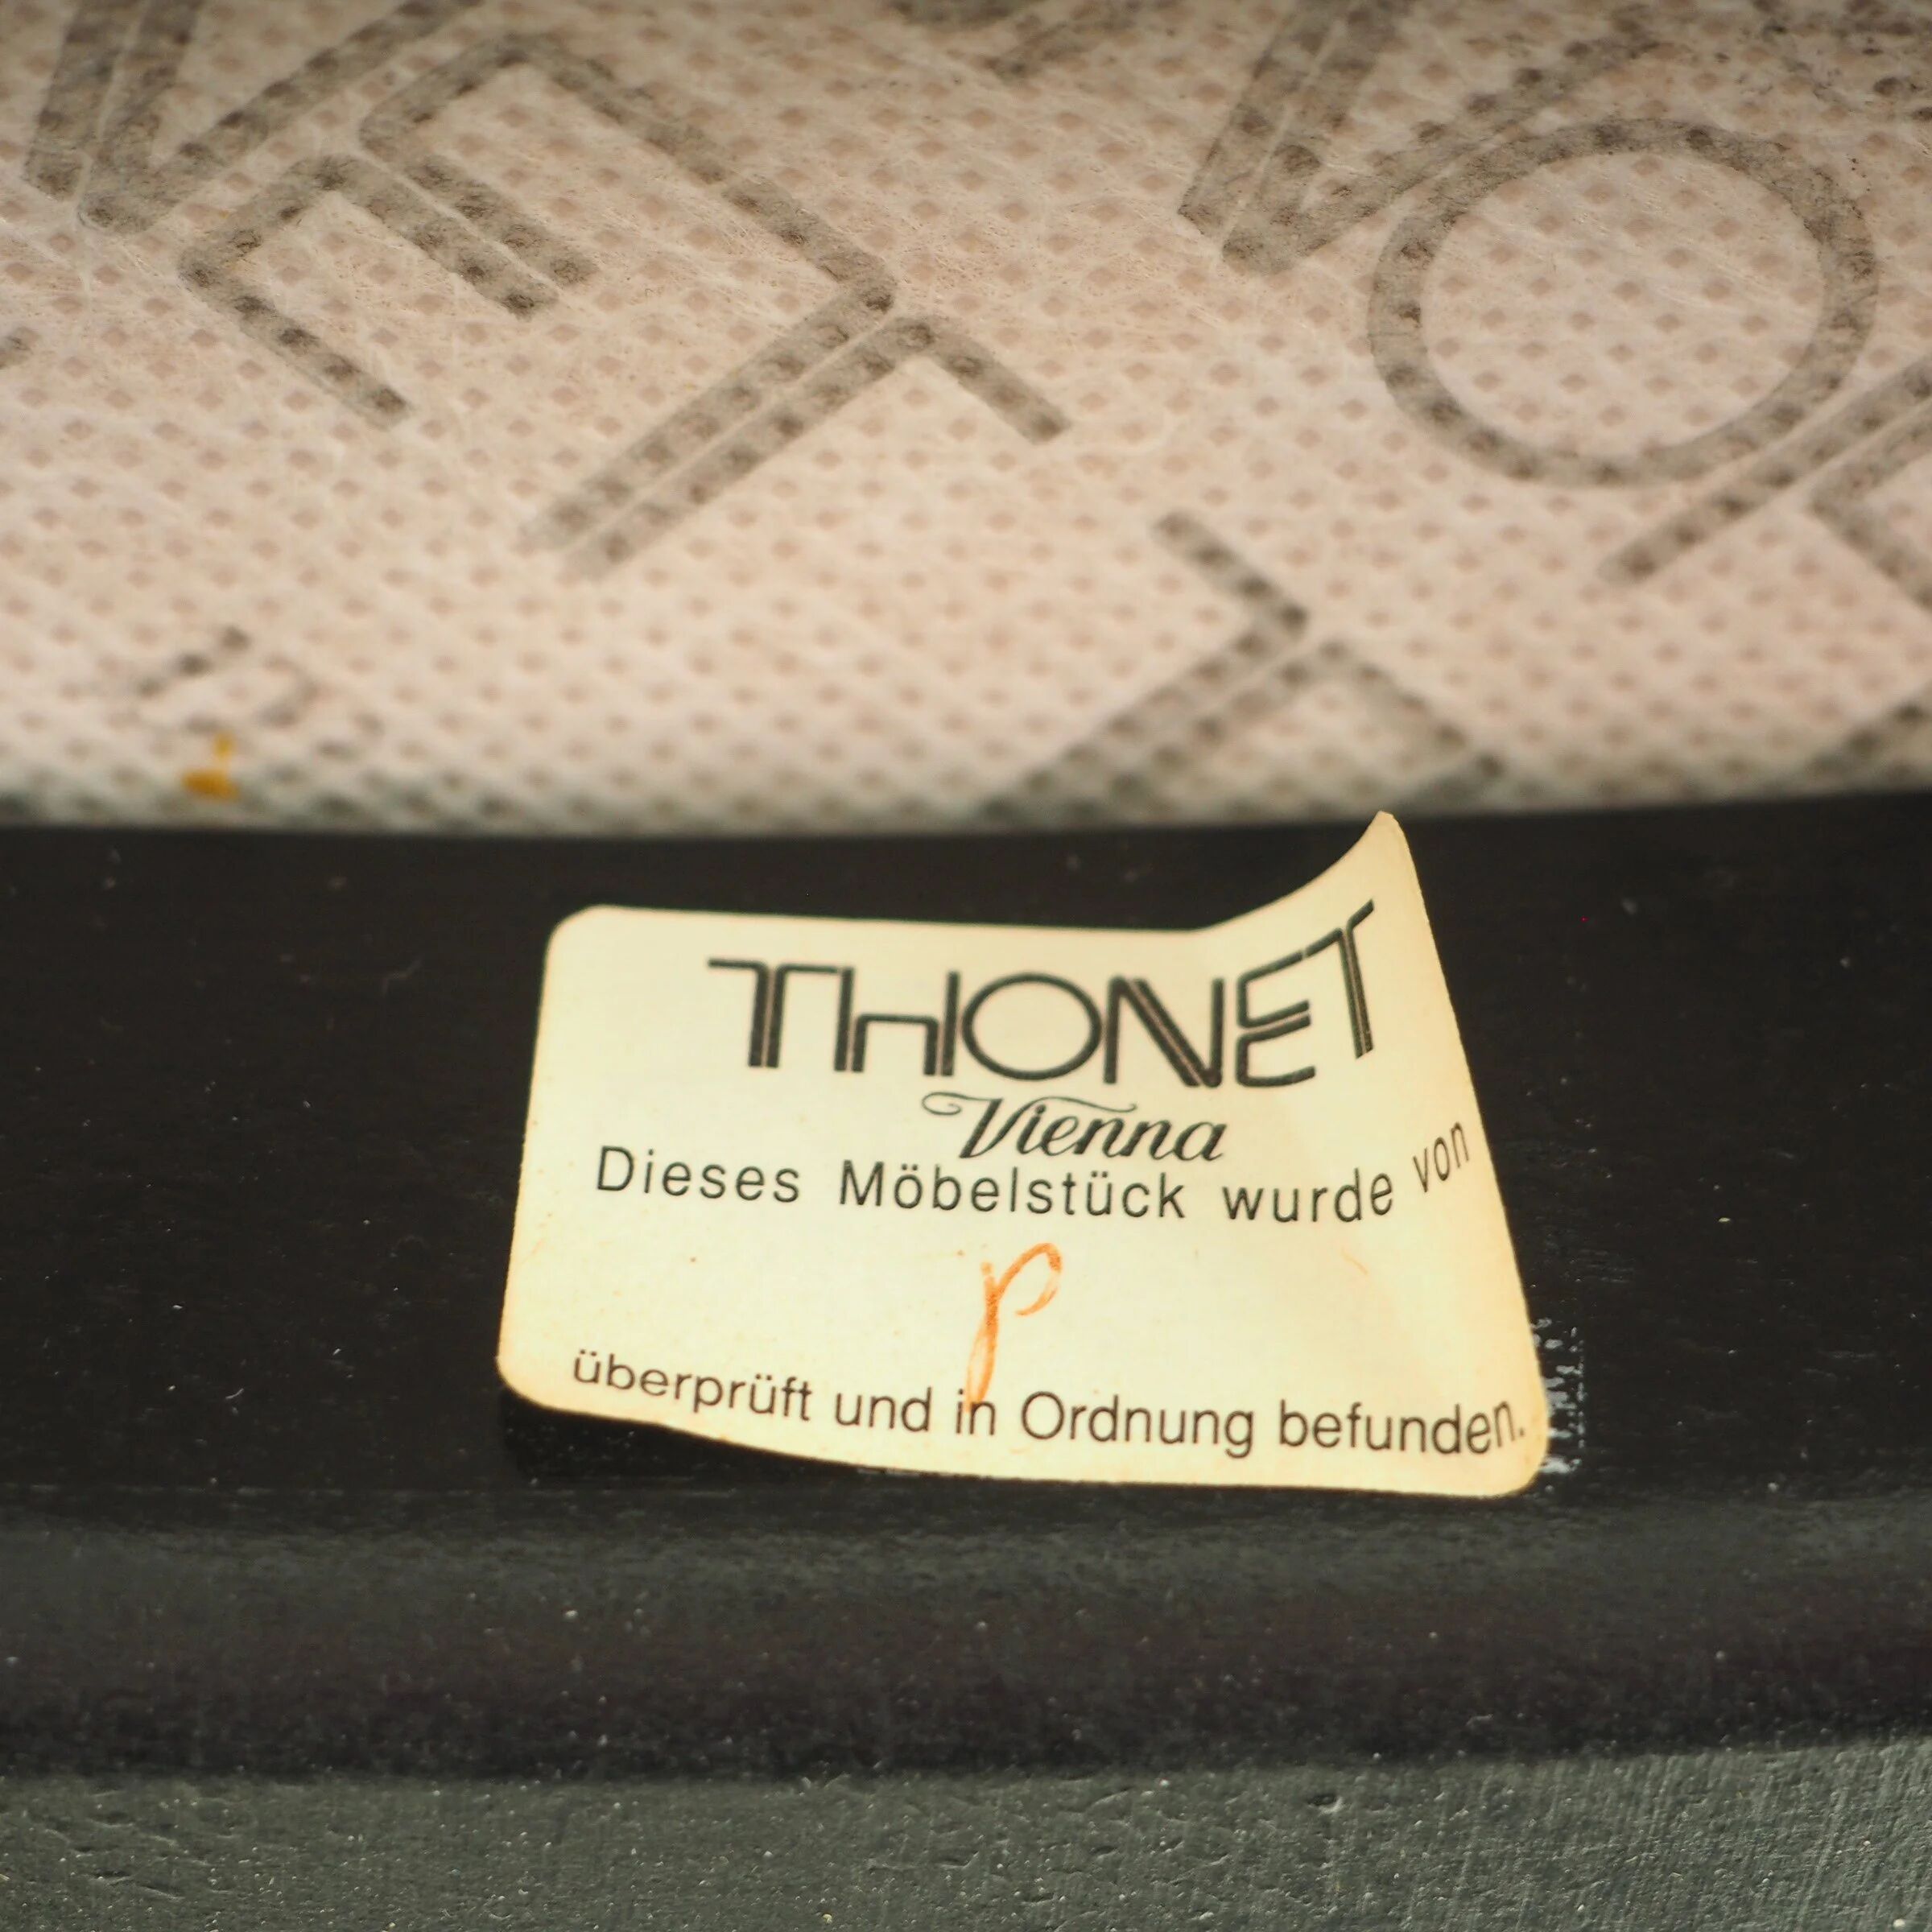 THONET
Vienna
Dieses Möbelstück wurde von
p
überprüft und in Ordnung befunden.